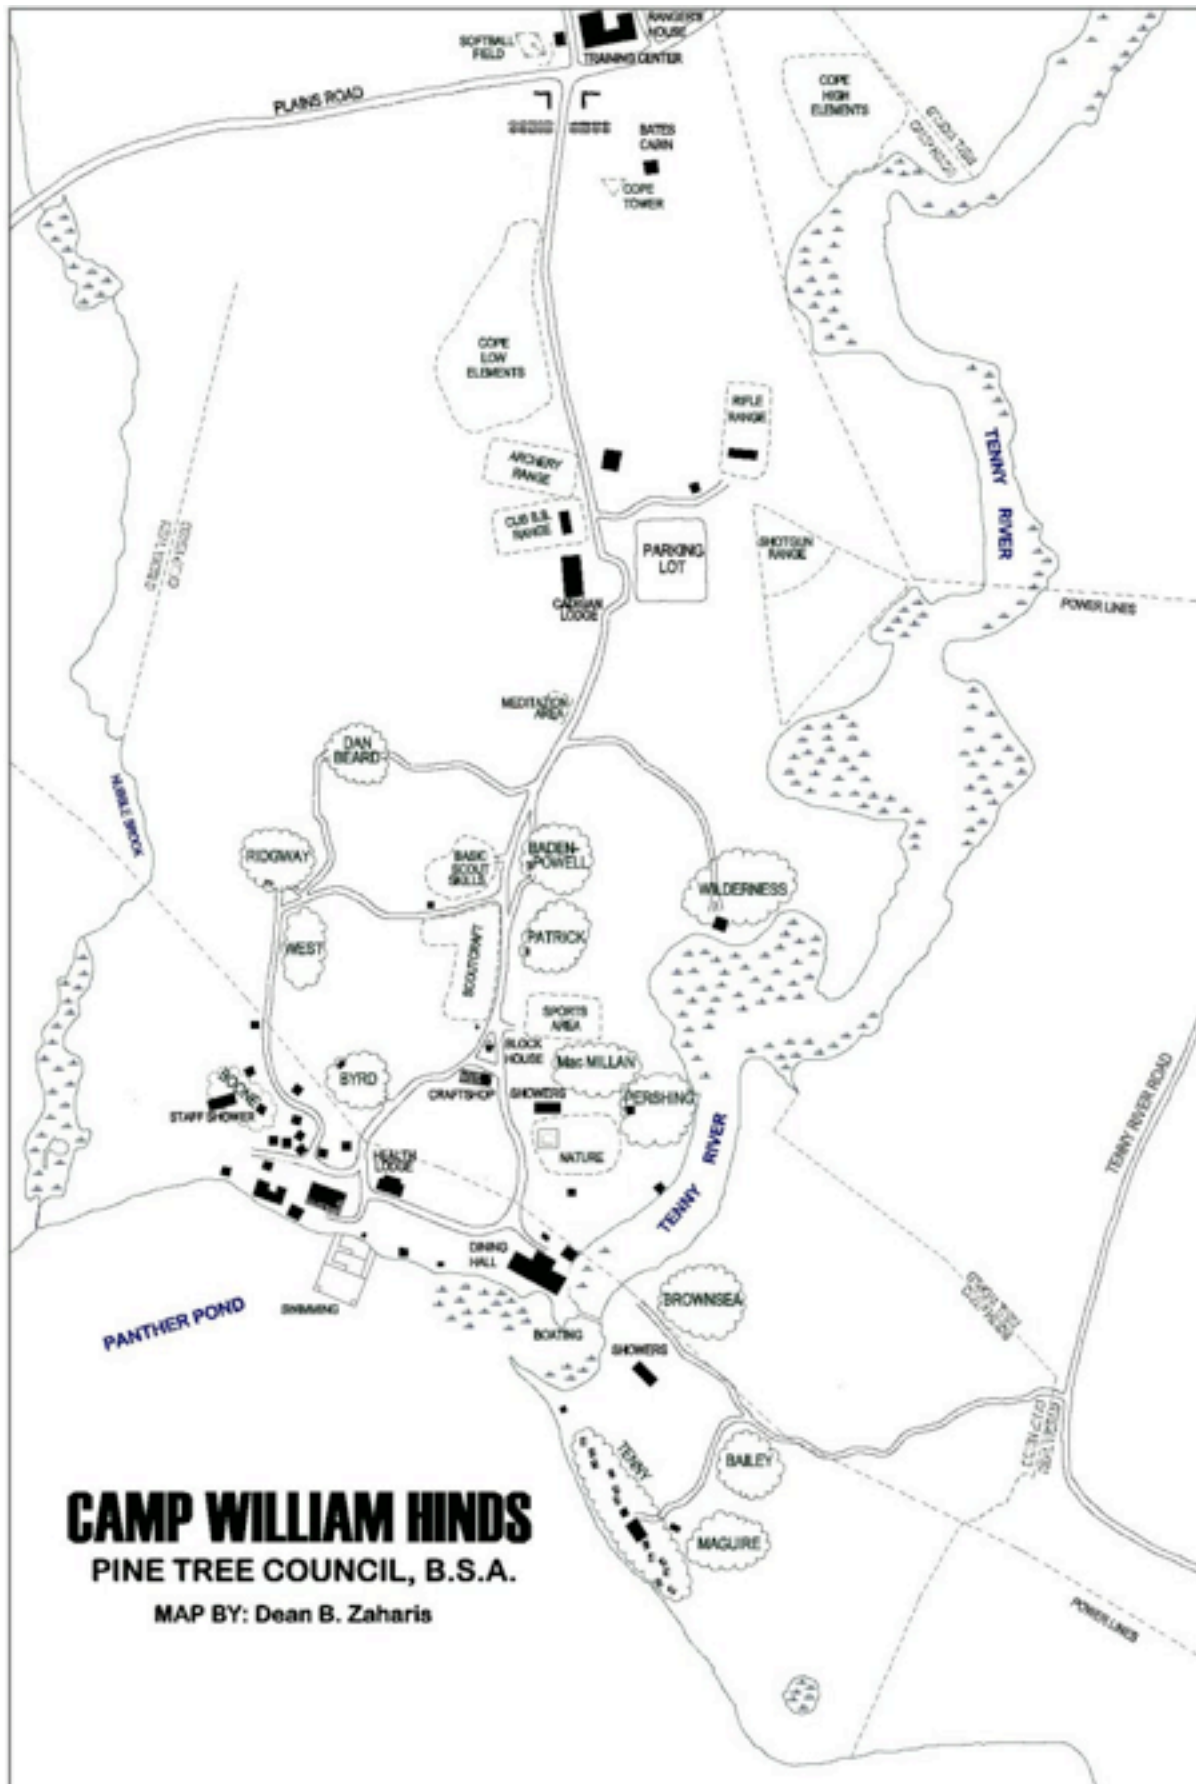 RANGER'S
HOUSE
SOFTBALL
FIELD
TRAINING CENTER
PLAINS ROAD
COPE
HIGH
ELEMENTS
BATES
CABIN
COPE
TOWER
COPE
LOW
ELEMENTS
RIFLE
RANGE
TENNY
RIVER
ARCHERY
RANGE
CUB B.B.
RANGE
PARKING
LOT
SHOTGUN
RANGE
LODGE
POWER LINES
MEDITATION
AREA
DAN
BEARD
BROOK
RIDGWAY
BASIC
SCOUT
SKILLS
BADEN-
POWELL
WILDERNESS
WEST
SCOUTCRAFT
PATRICK
SPORTS
AREA
BLOCK
HOUSE
Mac MILLAN
BOONE
BYRD
CRAFTSHOP
SHOWERS
PERSHING
STAFF SHOWER
NATURE
HEALTH
LODGE
TENNY
RIVER
TENNY RIVER ROAD
DINING
HALL
BROWNSEA
SWIMMING
PANTHER POND
BOATING
SHOWERS
TENNY
BAILEY
MAGUIRE
CAMP WILLIAM HINDS
PINE TREE COUNCIL, B.S.A.
MAP BY: Dean B. Zaharis
POWER LINES